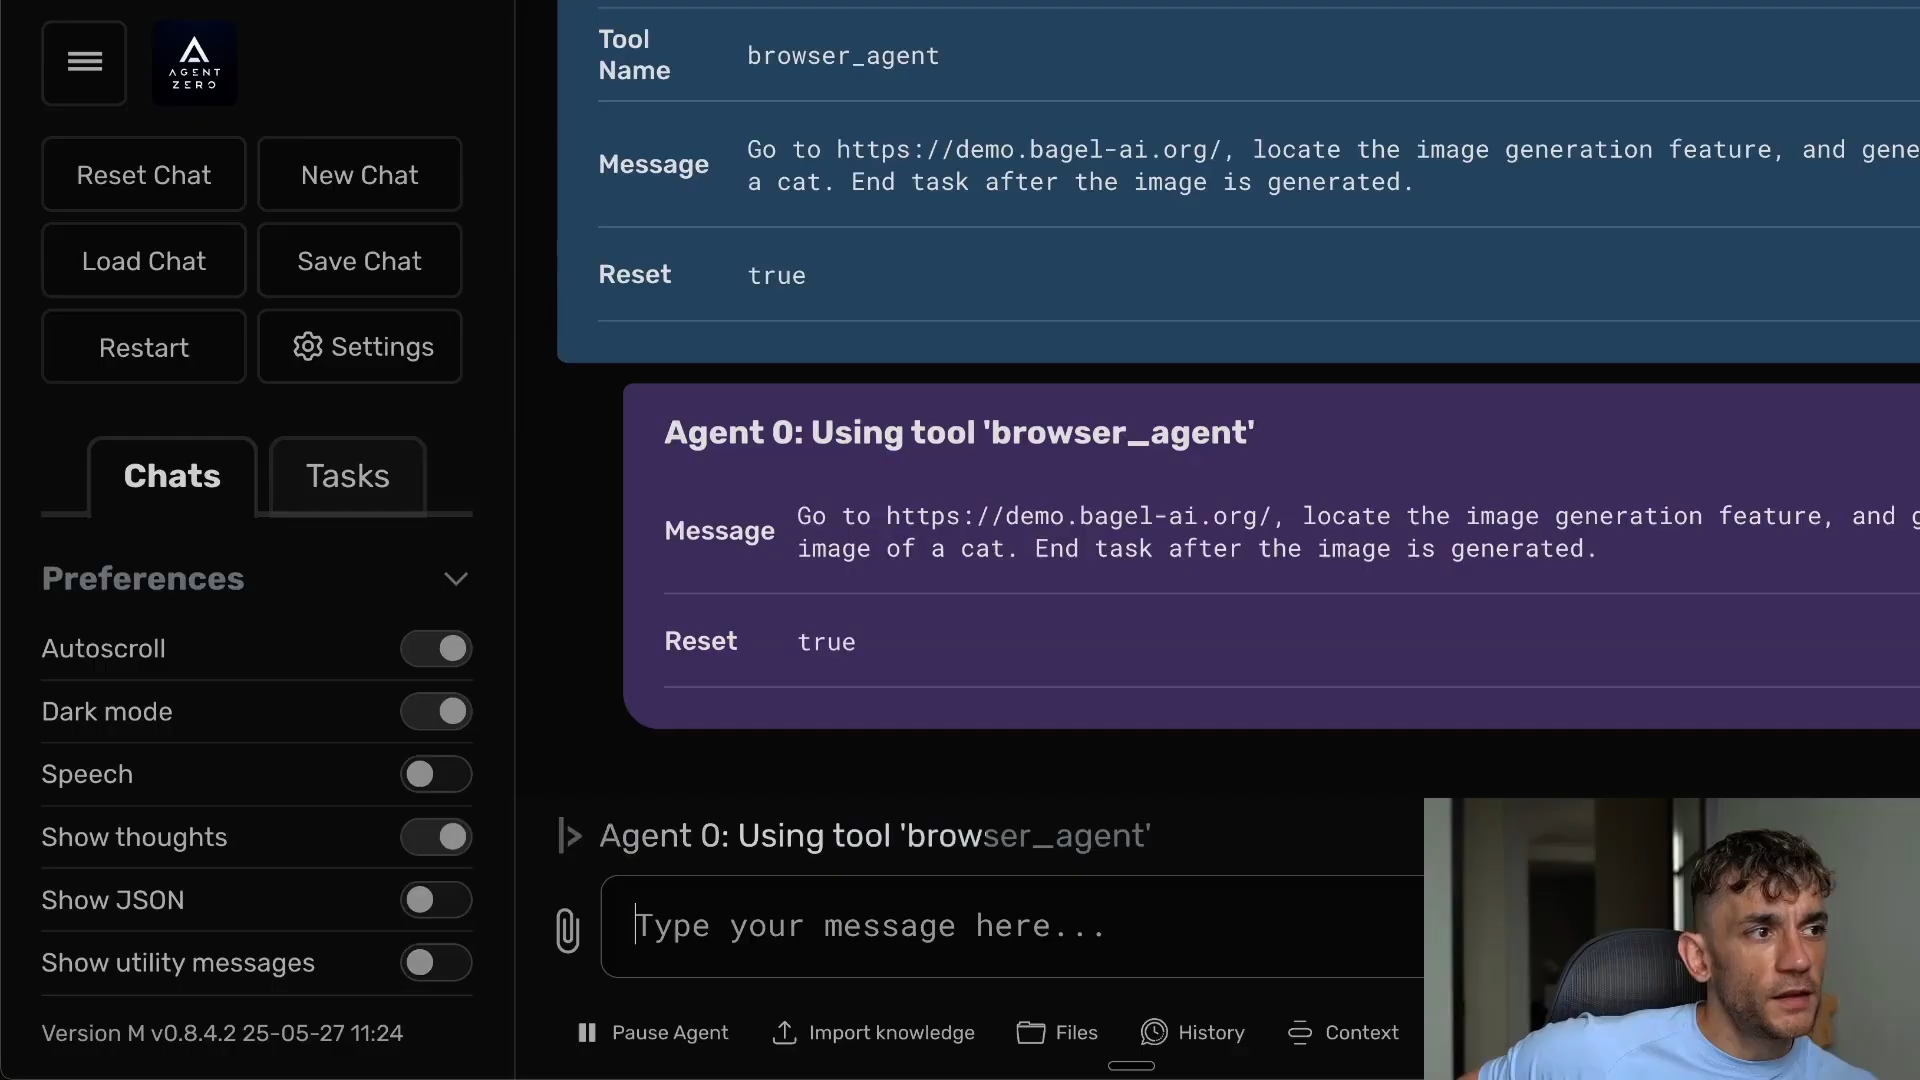 AGENT
ZERO
Reset Chat
New Chat
Load Chat
Save Chat
Restart
Settings
Chats
Tasks
Preferences
Autoscroll
Dark mode
Speech
Show thoughts
Show JSON
Show utility messages
Version M v0.8.4.2 25-05-27 11:24
Tool
Name
browser_agent
Message
Go to https://demo.bagel-ai.org/, locate the image generation feature, and gene
a cat. End task after the image is generated.
Reset
true
Agent 0: Using tool 'browser_agent'
Message
Go to https://demo.bagel-ai.org/, locate the image generation feature, and g
image of a cat. End task after the image is generated.
Reset
true
Agent 0: Using tool 'browser_agent'
Type your message here...
Pause Agent
Import knowledge
Files
History
Context